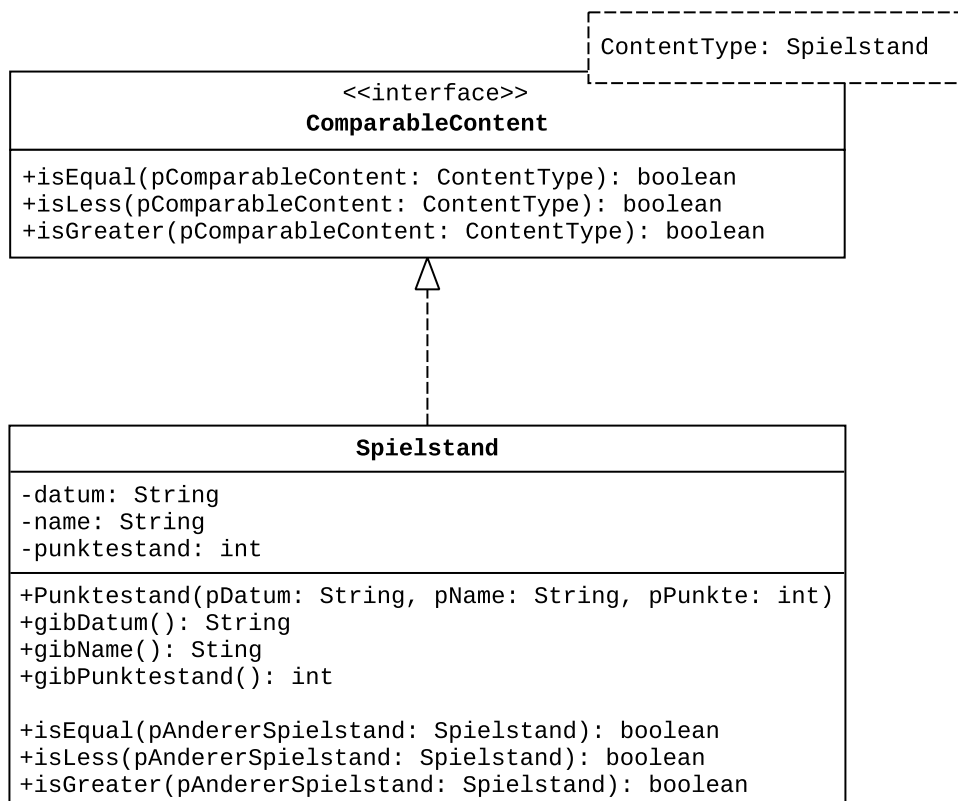 ContentType: Spielstand
<<interface>>
ComparableContent
+isEqual(pComparableContent: ContentType): boolean
+isLess(pComparableContent: ContentType): boolean
+isGreater(pComparableContent: ContentType): boolean
Spielstand
-datum: String
-name: String
-punktestand: int
+Punktestand(pDatum: String, pName: String, pPunkte: int)
+gibDatum(): String
+gibName(): Sting
+gibPunktestand(): int
+isEqual(pAndererSpielstand: Spielstand): boolean
+isLess(pAndererSpielstand: Spielstand): boolean
+isGreater(pAndererSpielstand: Spielstand): boolean